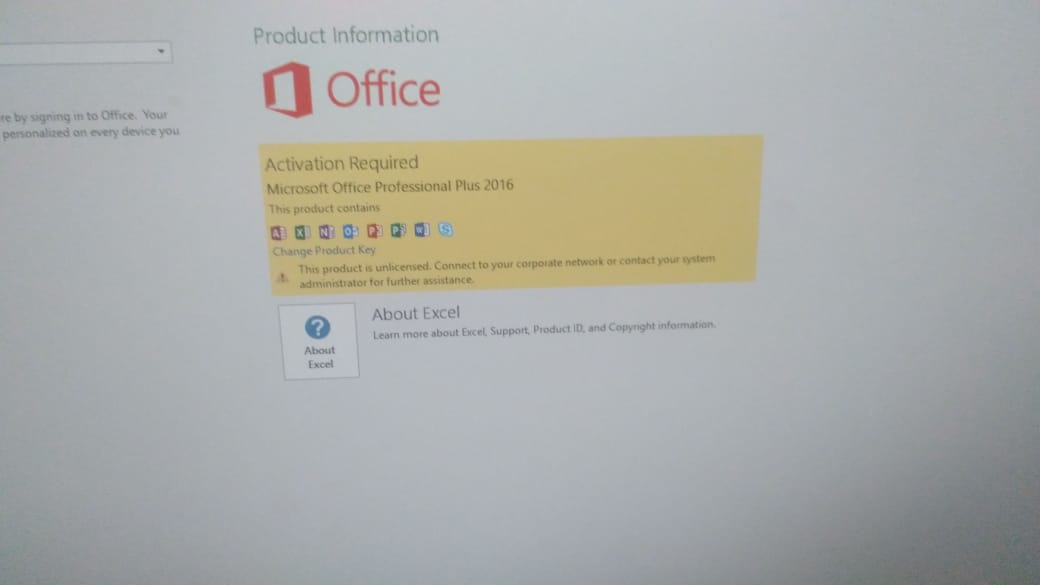 Product Information
Office
re by signing in to Office. Your
personalized on every device you
Activation Required
Microsoft Office Professional Plus 2016
This product contains
Change Product Key
This product is unlicensed. Connect to your corporate network or contact your system
administrator for further assistance.
?
About
Excel
About Excel
Learn more about Excel, Support, Product ID, and Copyright information.